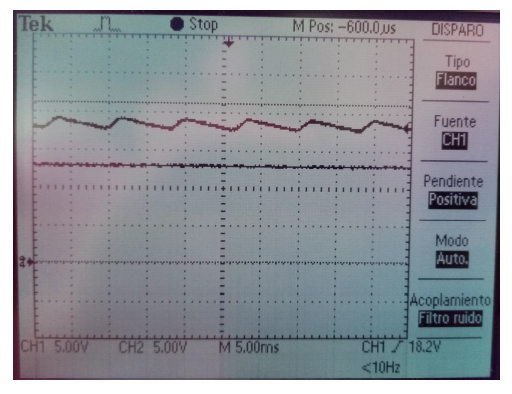 Tek
Stop
M Pos: -600.0µs
DISPARO
Tipo
Flanco
Fuente
CH1
Pendiente
Positiva
Modo
Auto.
Acoplamiento
Filtro ruido
2
CH1 5.00V
CH2 5.00V
M 5.00ms
CH1 18.2V
<10Hz